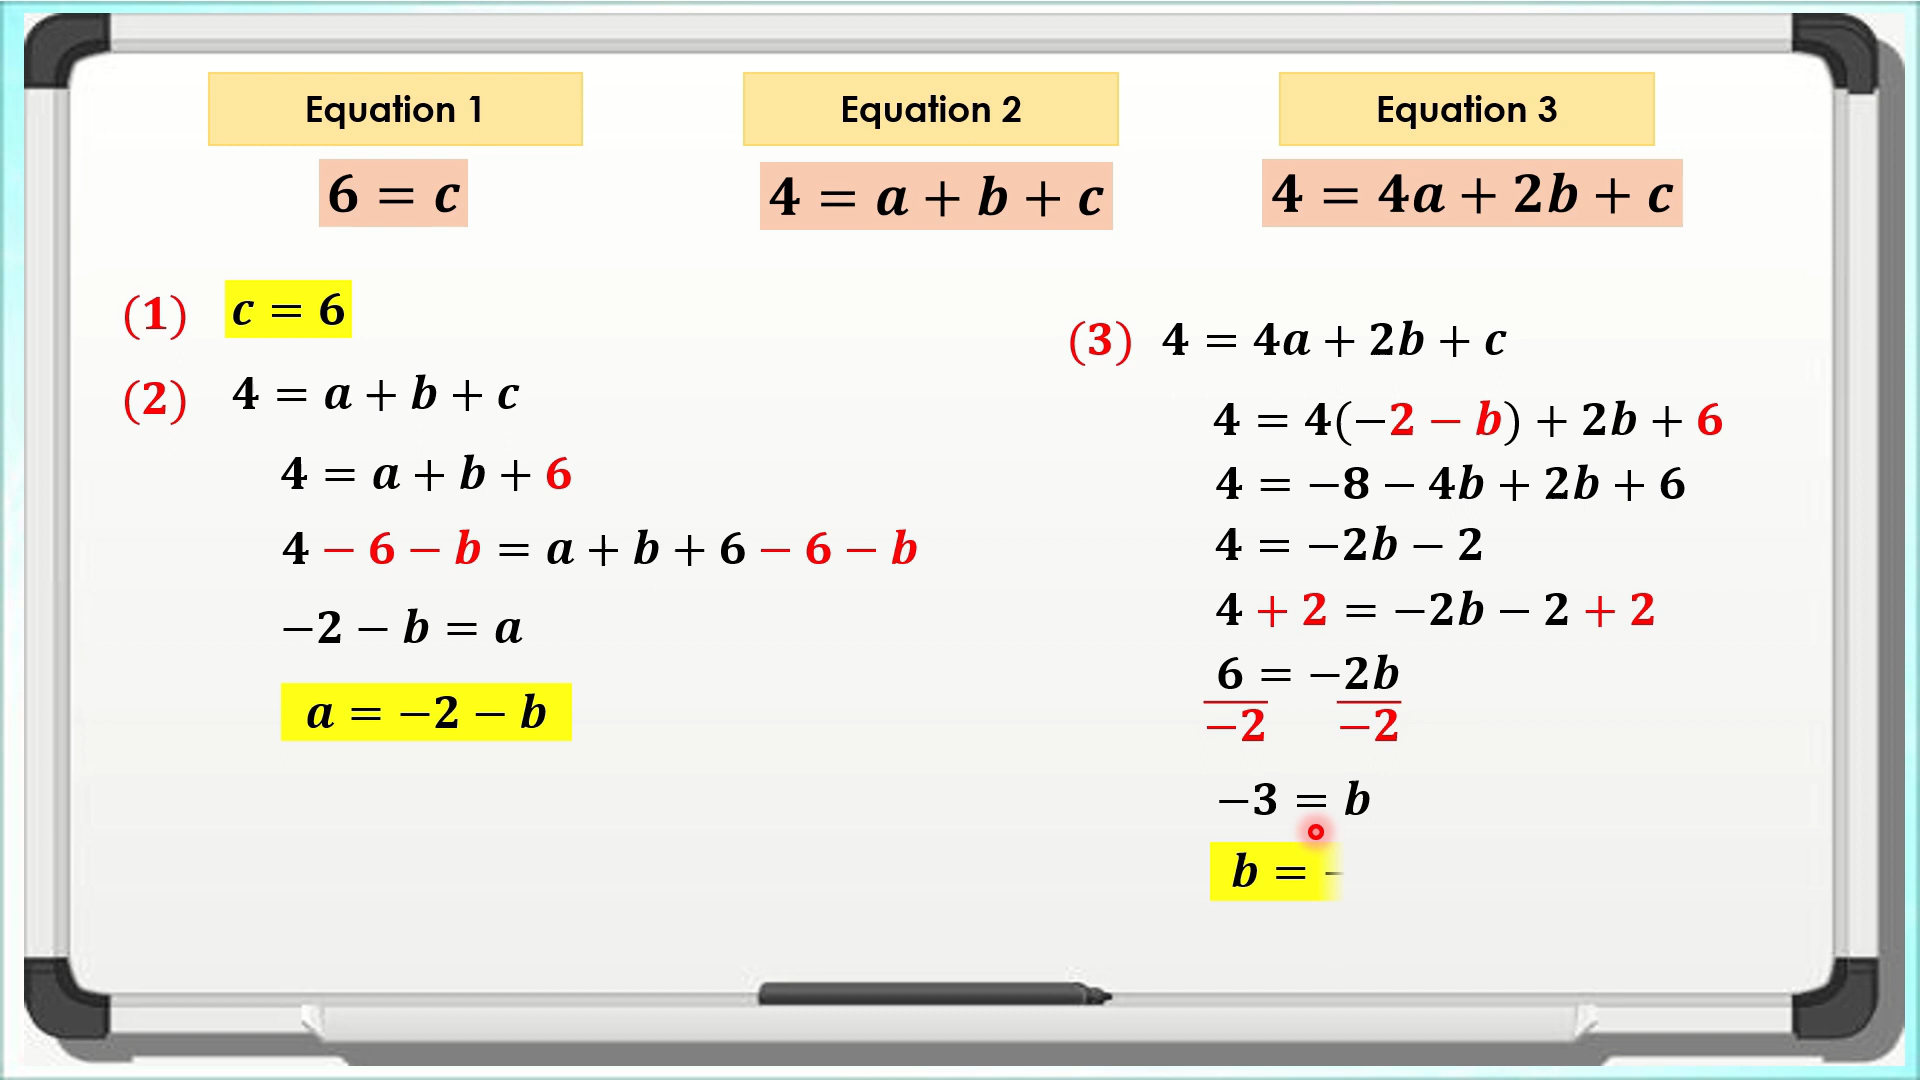 Equation 1
Equation 2
Equation 3
6 = c
4 = a + b + c
4 = 4a + 2b + c
(1) c = 6
(2) 4 = a + b + c
4 = a + b + 6
4 − 6 − b = a + b + 6 − 6 − b
−2 − b = a
a = −2 − b
(3) 4 = 4a + 2b + c
4 = 4(−2 − b) + 2b + 6
4 = −8 − 4b + 2b + 6
4 = −2b − 2
4 + 2 = −2b − 2 + 2
6 = −2b
−2 −2
−3 = b
b = −